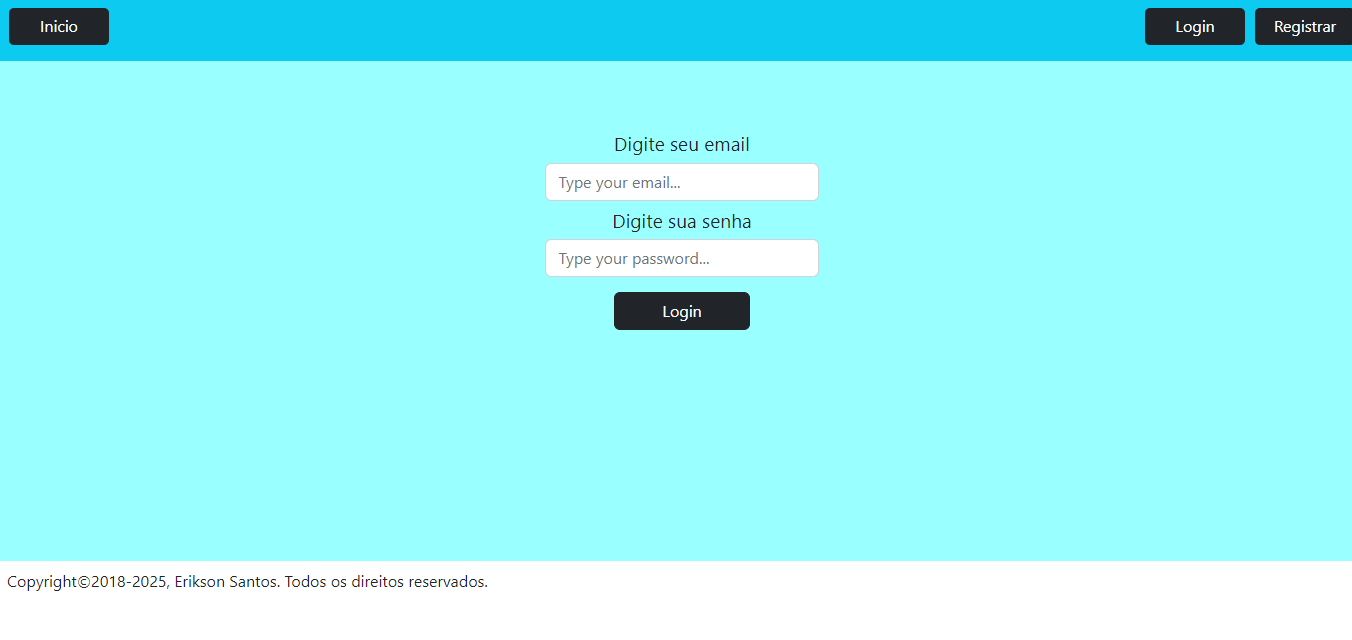 Inicio
Login
Registrar
Digite seu email
Type your email...
Digite sua senha
Type your password...
Login
Copyright©2018-2025, Erikson Santos. Todos os direitos reservados.